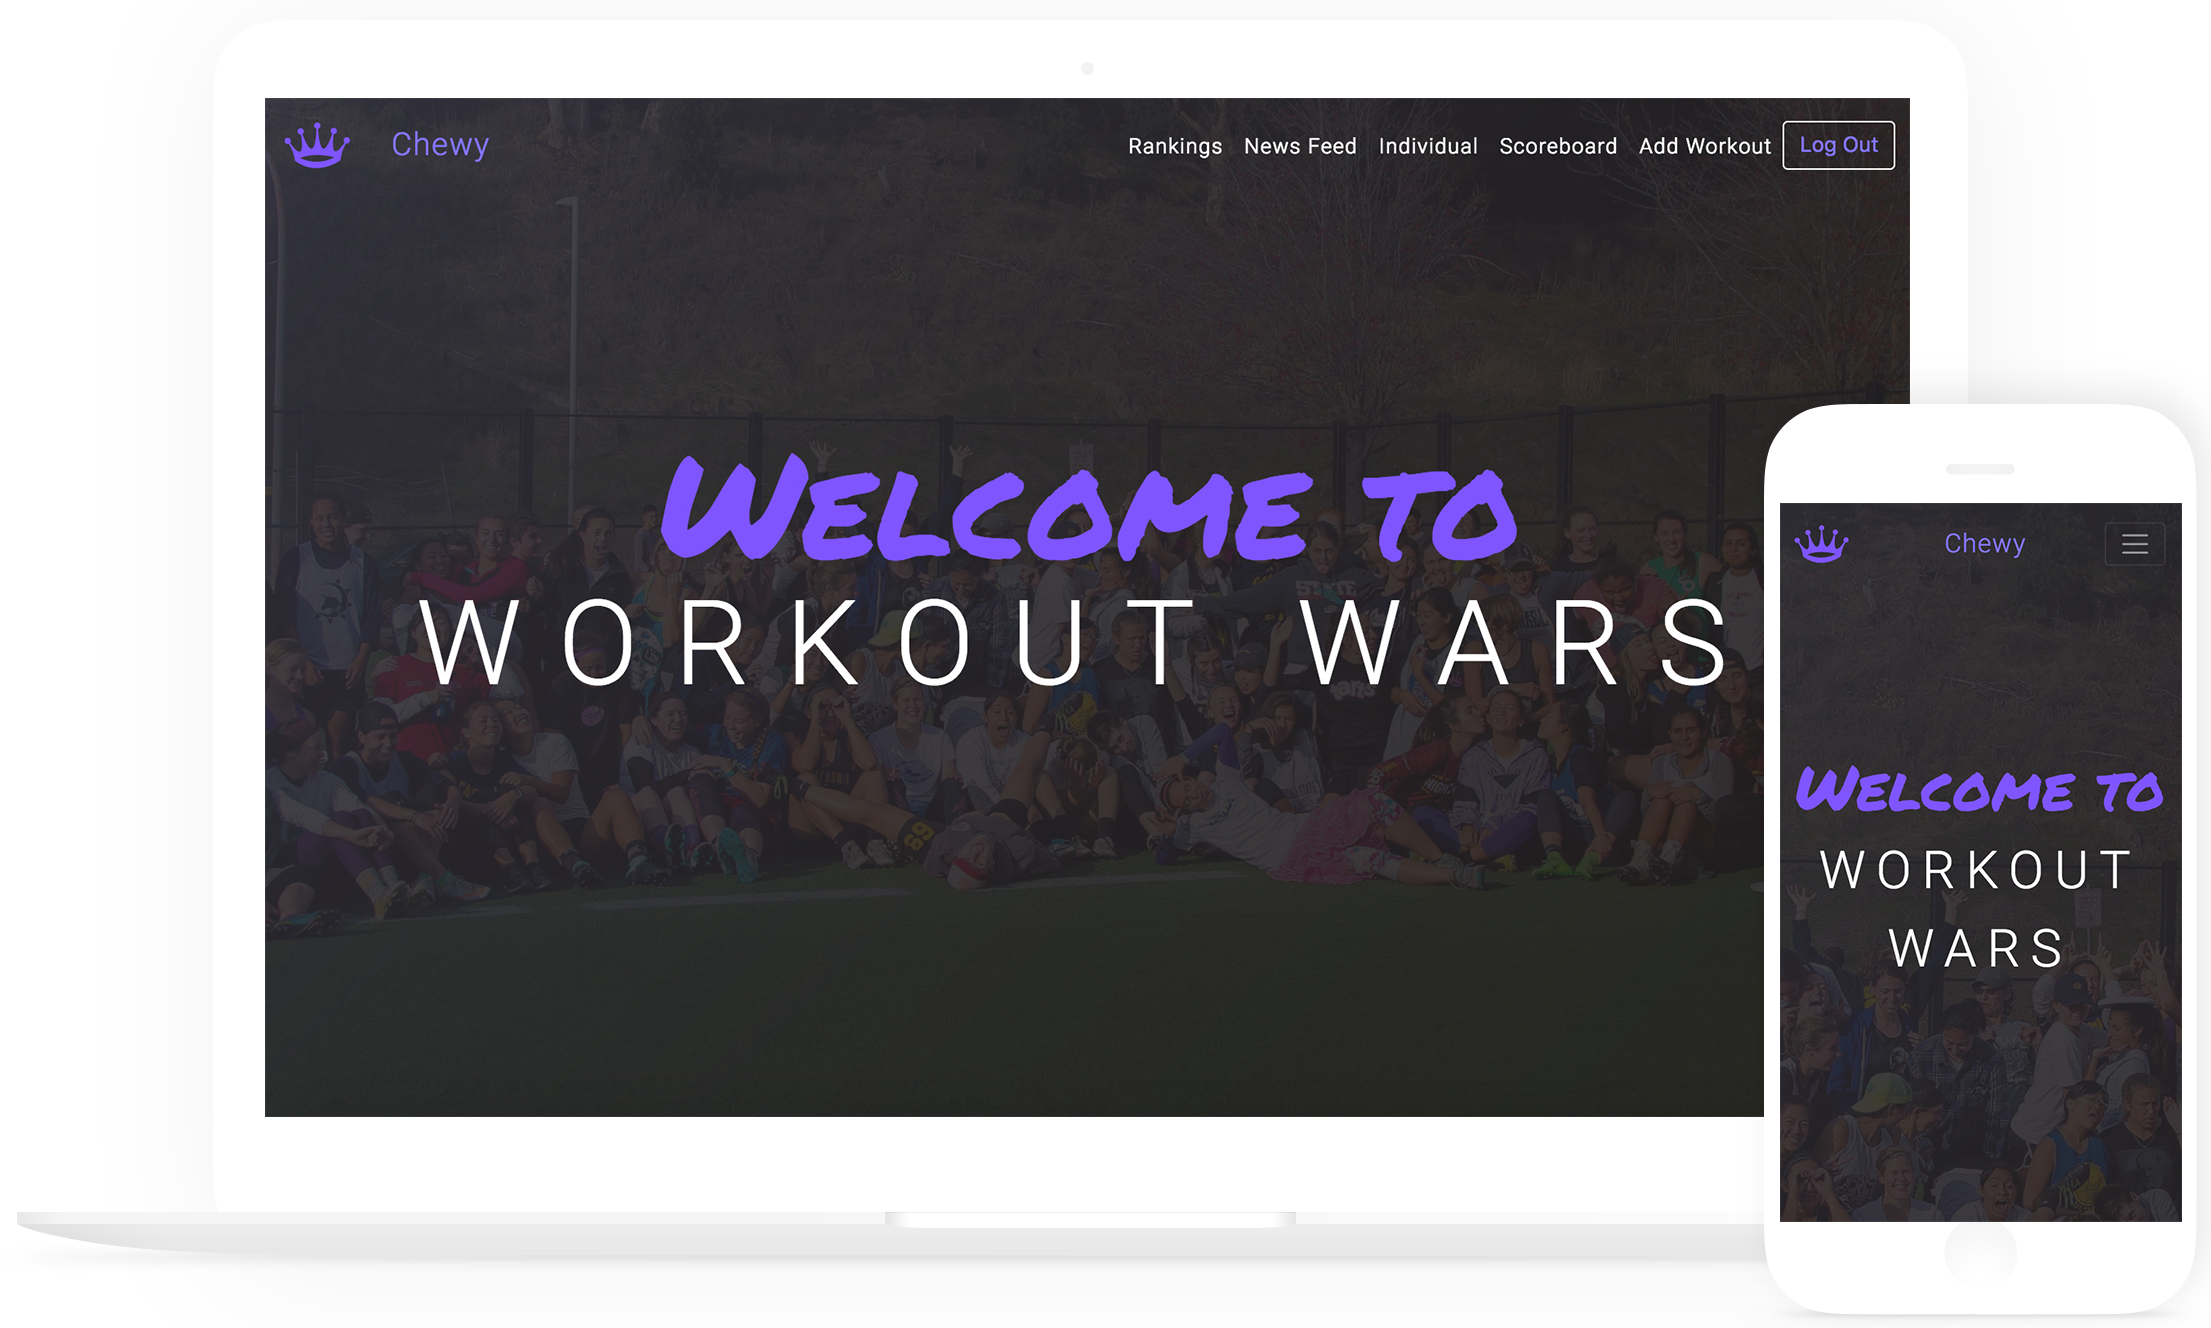 Chewy
Rankings News Feed Individual Scoreboard Add Workout Log Out
WELCOME TO
WORKOUT WARS
Chewy
WELCOME TO
WORKOUT
WARS